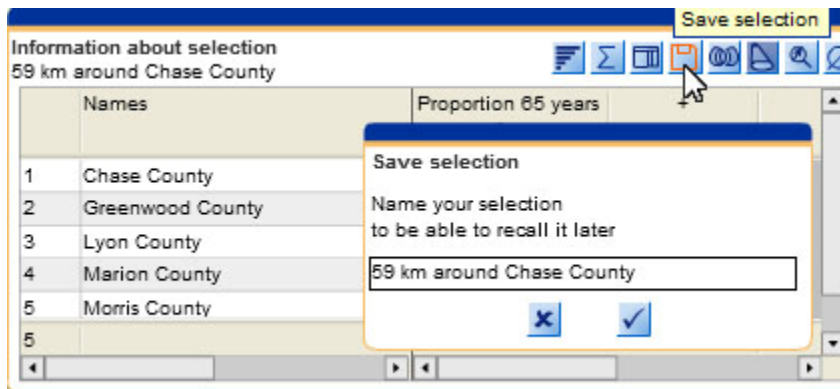 Save selection
Information about selection
59 km around Chase County
Names
Proportion 65 years
+
Save selection
Name your selection
to be able to recall it later
59 km around Chase County
1 Chase County
2 Greenwood County
3 Lyon County
4 Marion County
5 Morris County
5